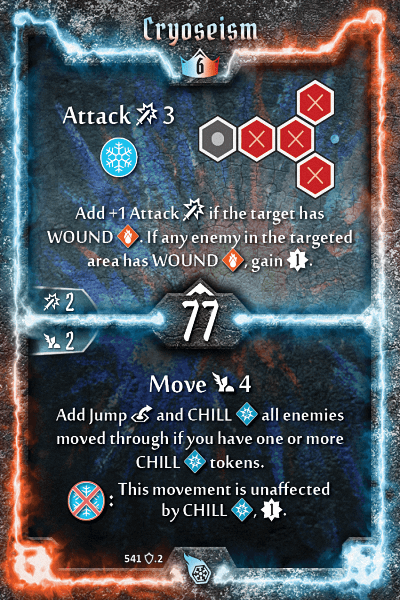 Cryoseism
6
Attack 3
Add +1 Attack if the target has
WOUND . If any enemy in the targeted
area has WOUND , gain 1.
2
77
2
Move 4
Add Jump and CHILL all enemies
moved through if you have one or more
CHILL tokens.
: This movement is unaffected
by CHILL , 1.
541 .2